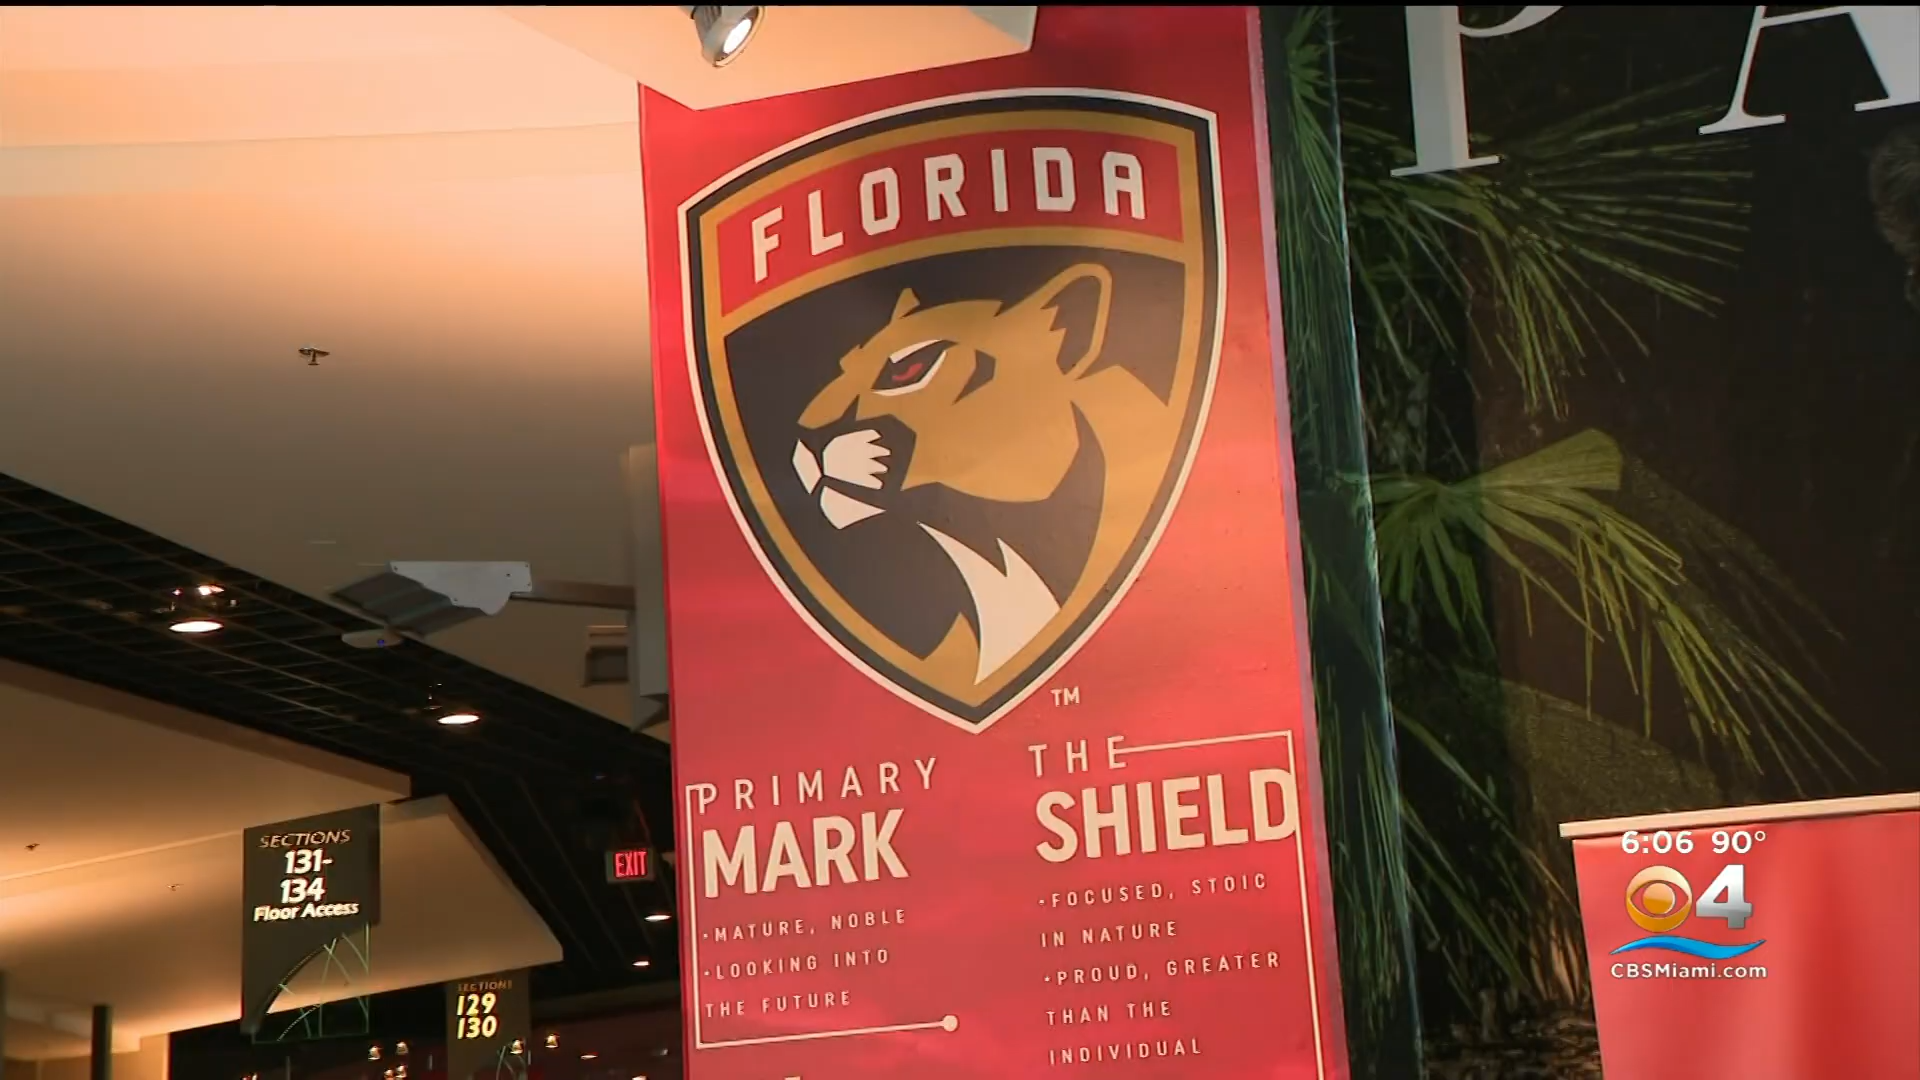 PA
FLORIDA
TM
PRIMARY
MARK
•MATURE, NOBLE
•LOOKING INTO
THE FUTURE
THE
SHIELD
•FOCUSED, STOIC
IN NATURE
•PROUD, GREATER
THAN THE
INDIVIDUAL
SECTIONS
131-
134
Floor Access
SECTIONS
129
130
EXIT
6:06 90°
4
CBSMiami.com